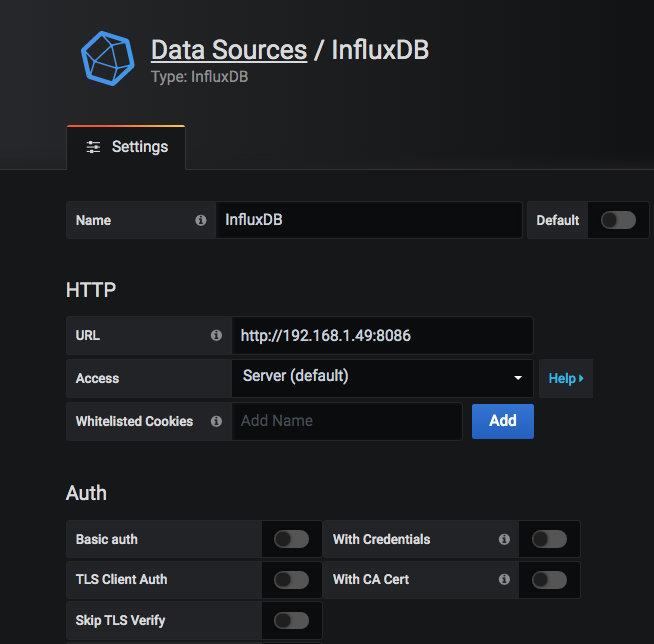 Data Sources / InfluxDB
Type: InfluxDB
Settings
Name InfluxDB Default
HTTP
URL http://192.168.1.49:8086
Access Server (default) Help
Whitelisted Cookies Add Name Add
Auth
Basic auth With Credentials
TLS Client Auth With CA Cert
Skip TLS Verify